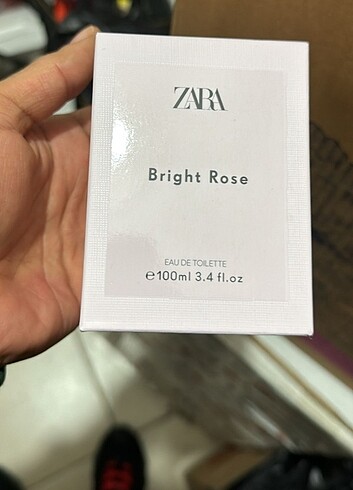 ZARA
Bright Rose
EAU DE TOILETTE
℮100ml 3.4 fl.oz